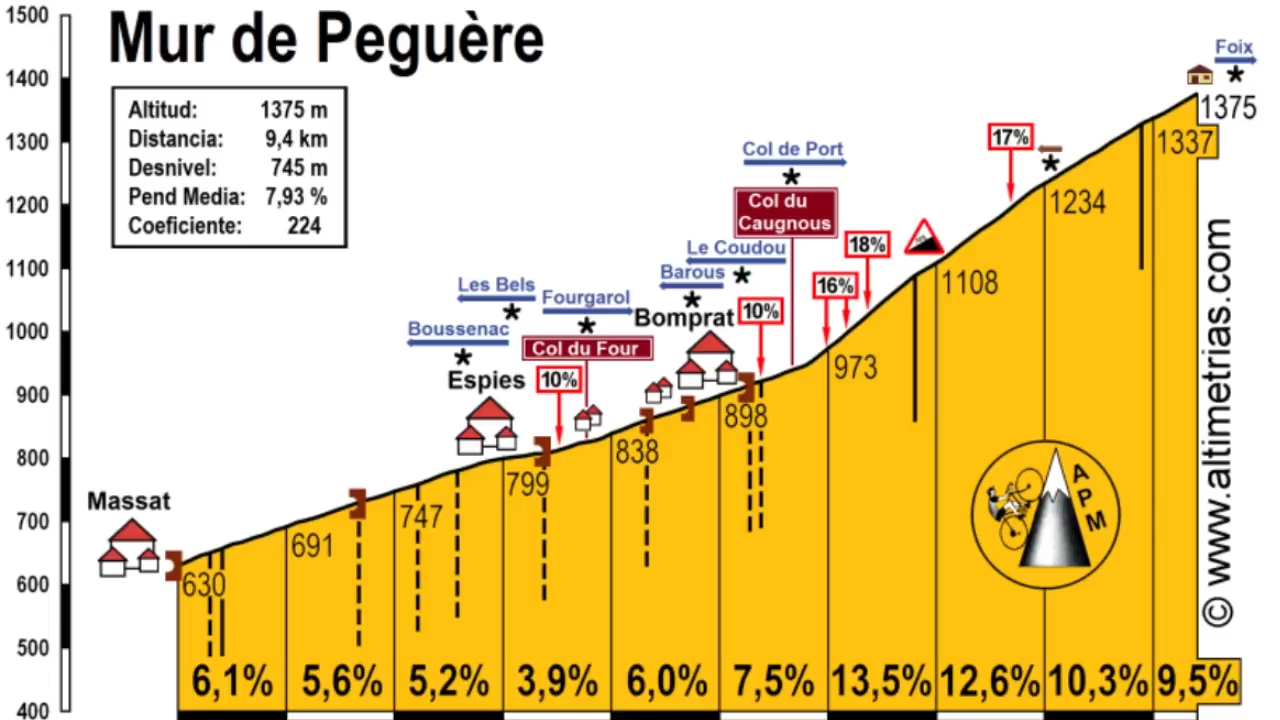 Mur de Peguère
Altitud: 1375 m
Distancia: 9,4 km
Desnivel: 745 m
Pend Media: 7,93 %
Coeficiente: 224
1500
1400
1300
1200
1100
1000
900
800
700
600
500
400
Foix
1375
1337
17%
1234
Col de Port
Col du
Caugnous
18%
1108
Le Coudou
Barous
16%
Les Bels
Fourgarol
Bomprat
10%
Boussenac
Col du Four
973
Espies
10%
898
838
799
747
Massat
691
630
APM
© www.altimetrias.com
6,1% 5,6% 5,2% 3,9% 6,0% 7,5% 13,5% 12,6% 10,3% 9,5%